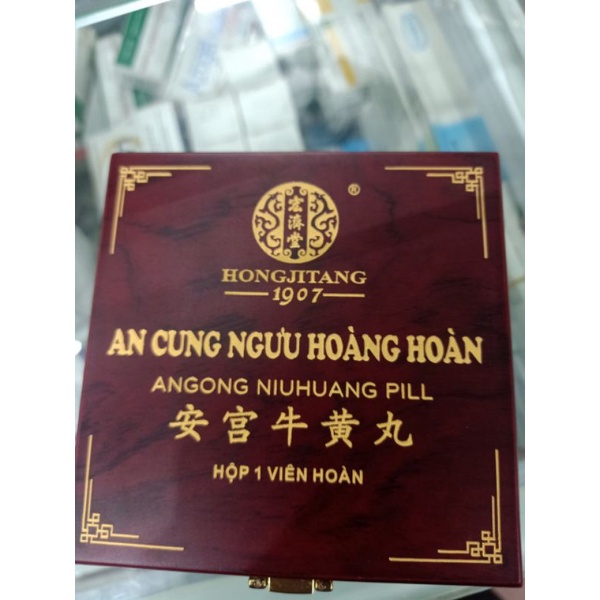 宏济堂
®
HONGJITANG
1907
AN CUNG NGƯU HOÀNG HOÀN
ANGONG NIUHUANG PILL
安宫牛黄丸
HỘP 1 VIÊN HOÀN